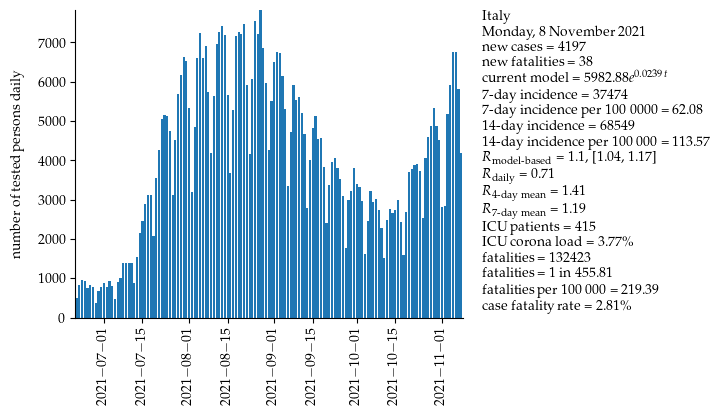 number of tested persons daily
7000
6000
5000
4000
3000
2000
1000
0
2021−07−01
2021−07−15
2021−08−01
2021−08−15
2021−09−01
2021−09−15
2021−10−01
2021−10−15
2021−11−01
Italy
Monday, 8 November 2021
new cases = 4197
new fatalities = 38
current model = 5982.88e^0.0239 t
7-day incidence = 37474
7-day incidence per 100 0000 = 62.08
14-day incidence = 68549
14-day incidence per 100 000 = 113.57
R model-based = 1.1, [1.04, 1.17]
R daily = 0.71
R 4-day mean = 1.41
R 7-day mean = 1.19
ICU patients = 415
ICU corona load = 3.77%
fatalities = 132423
fatalities = 1 in 455.81
fatalities per 100 000 = 219.39
case fatality rate = 2.81%